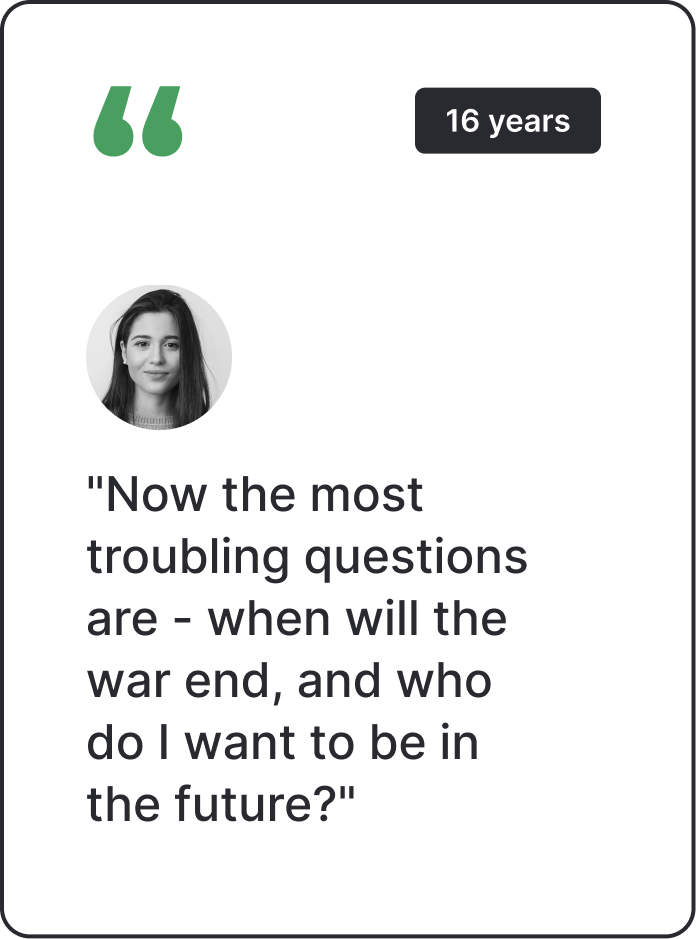 16 years
"Now the most
troubling questions
are - when will the
war end, and who
do I want to be in
the future?"